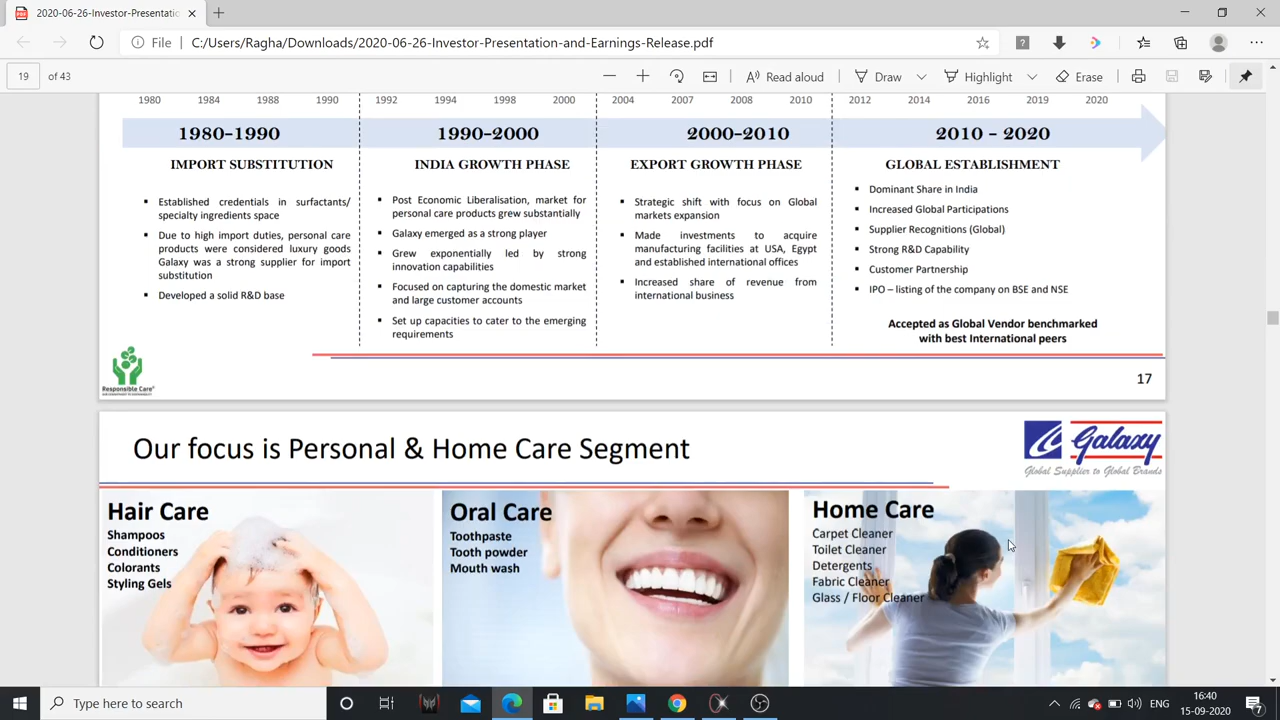 2020-06-26-Investor-Presentatio
File
C:/Users/Ragha/Downloads/2020-06-26-Investor-Presentation-and-Earnings-Release.pdf
19 of 43
Read aloud
Draw
Highlight
Erase
1980 1984 1988 1990 1992 1994 1998 2000 2004 2007 2008 2010 2012 2014 2016 2019 2020
1980-1990
IMPORT SUBSTITUTION
▪ Established credentials in surfactants/
specialty ingredients space
▪ Due to high import duties, personal care
products were considered luxury goods
Galaxy was a strong supplier for import
substitution
▪ Developed a solid R&D base
1990-2000
INDIA GROWTH PHASE
▪ Post Economic Liberalisation, market for
personal care products grew substantially
▪ Galaxy emerged as a strong player
▪ Grew exponentially led by strong
innovation capabilities
▪ Focused on capturing the domestic market
and large customer accounts
▪ Set up capacities to cater to the emerging
requirements
2000-2010
EXPORT GROWTH PHASE
▪ Strategic shift with focus on Global
markets expansion
▪ Made investments to acquire
manufacturing facilities at USA, Egypt
and established international offices
▪ Increased share of revenue from
international business
2010 - 2020
GLOBAL ESTABLISHMENT
▪ Dominant Share in India
▪ Increased Global Participations
▪ Supplier Recognitions (Global)
▪ Strong R&D Capability
▪ Customer Partnership
▪ IPO – listing of the company on BSE and NSE
Accepted as Global Vendor benchmarked
with best International peers
Responsible Care®
17
Our focus is Personal & Home Care Segment
Galaxy
Global Supplier to Global Brands
Hair Care
Shampoos
Conditioners
Colorants
Styling Gels
Oral Care
Toothpaste
Tooth powder
Mouth wash
Home Care
Carpet Cleaner
Toilet Cleaner
Detergents
Fabric Cleaner
Glass / Floor Cleaner
Type here to search
ENG
16:40
15-09-2020
7